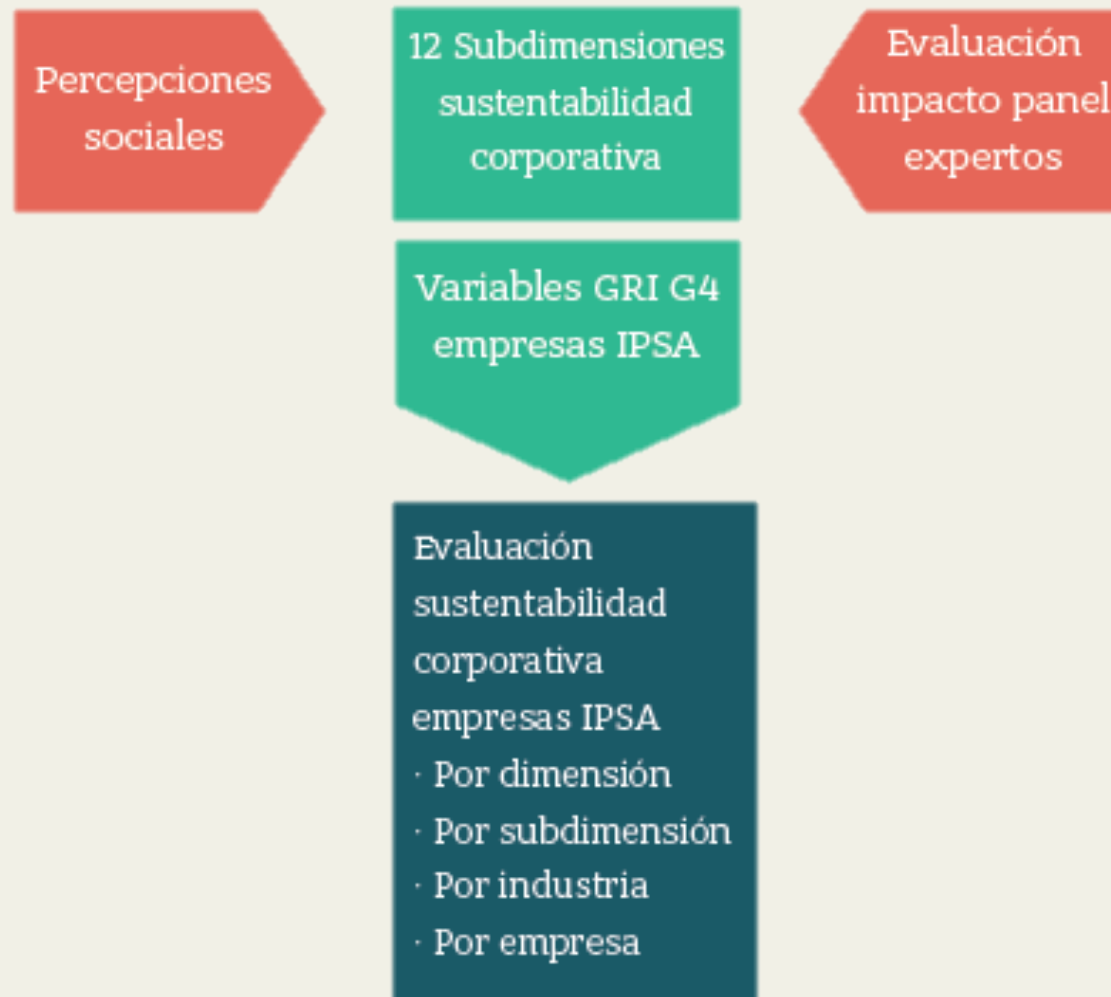 Percepciones
sociales
12 Subdimensiones
sustentabilidad
corporativa
Evaluación
impacto panel
expertos
Variables GRI G4
empresas IPSA
Evaluación
sustentabilidad
corporativa
empresas IPSA
· Por dimensión
· Por subdimensión
· Por industria
· Por empresa